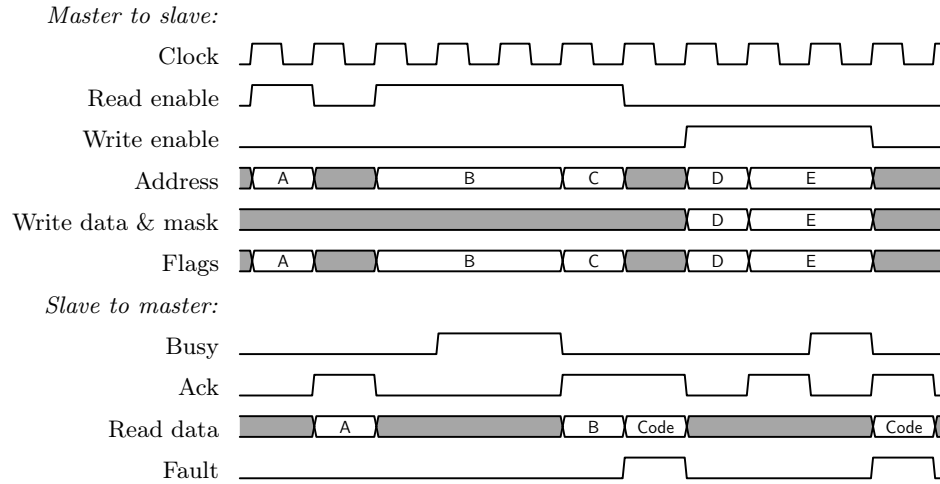 Master to slave:
Clock
Read enable
Write enable
Address A B C D E
Write data & mask D E
Flags A B C D E
Slave to master:
Busy
Ack
Read data A B Code Code
Fault